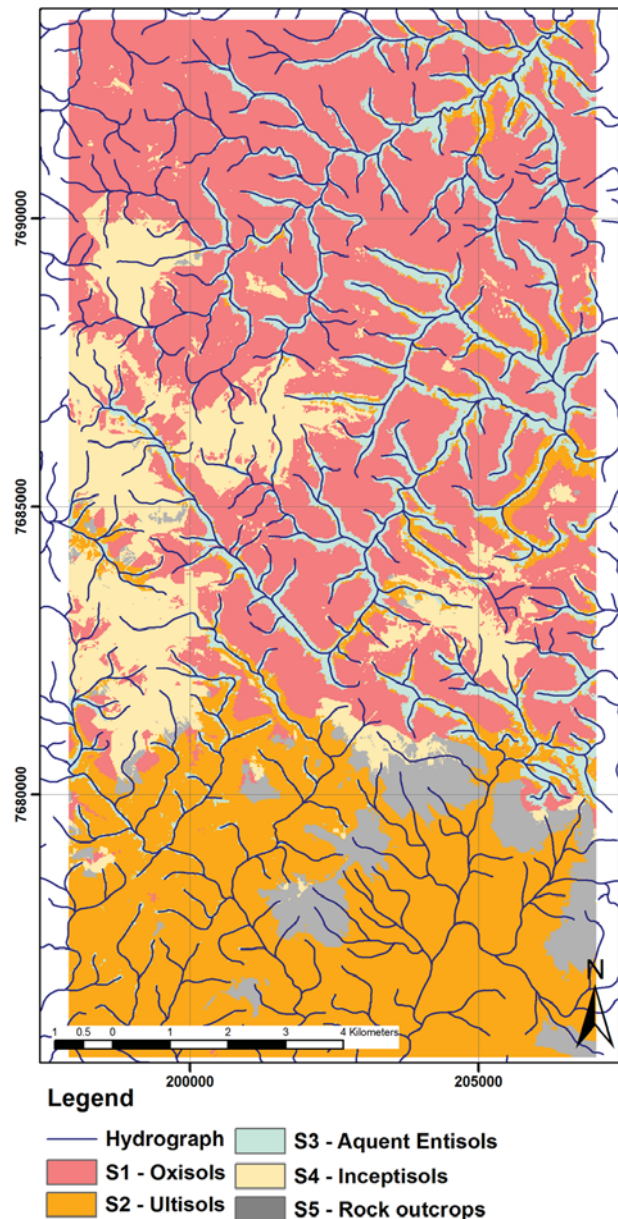 7690000
7685000
7680000
N
1 0.5 0 1 2 3 4 Kilometers
200000 205000
Legend
Hydrograph
S1 - Oxisols
S2 - Ultisols
S3 - Aquent Entisols
S4 - Inceptisols
S5 - Rock outcrops